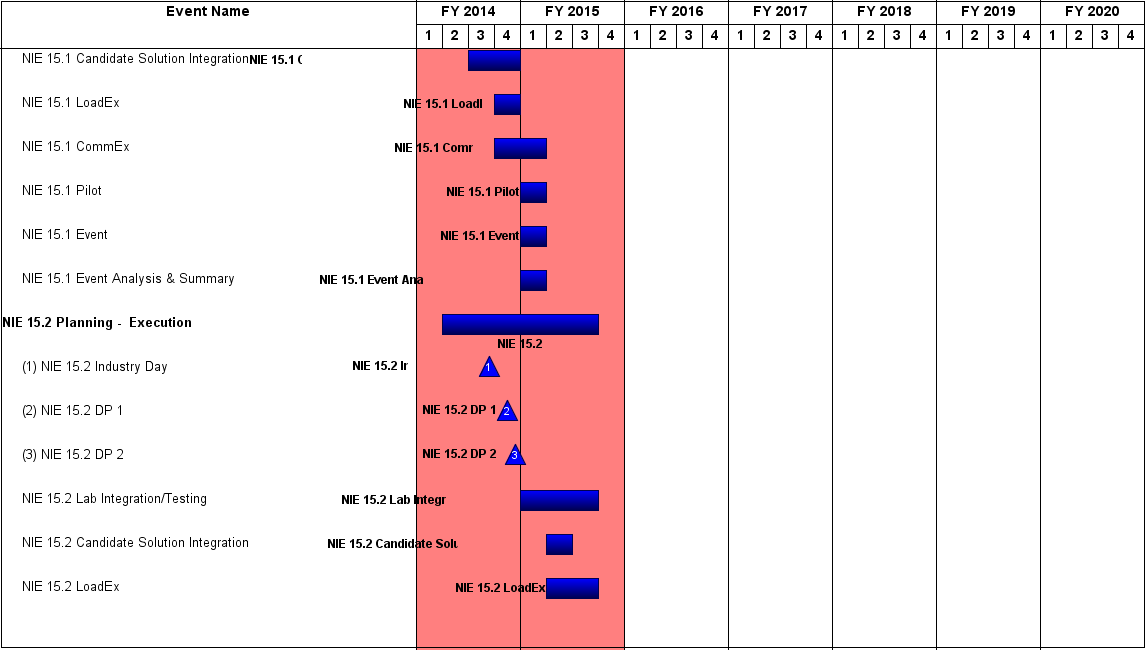 Event Name FY 2014 FY 2015 FY 2016 FY 2017 FY 2018 FY 2019 FY 2020
1 2 3 4 1 2 3 4 1 2 3 4 1 2 3 4 1 2 3 4 1 2 3 4 1 2 3 4
NIE 15.1 Candidate Solution Integration NIE 15.1 C
NIE 15.1 LoadEx NIE 15.1 LoadI
NIE 15.1 CommEx NIE 15.1 Comr
NIE 15.1 Pilot NIE 15.1 Pilot
NIE 15.1 Event NIE 15.1 Event
NIE 15.1 Event Analysis & Summary NIE 15.1 Event Ana
NIE 15.2 Planning - Execution
NIE 15.2
(1) NIE 15.2 Industry Day NIE 15.2 Ir 1
(2) NIE 15.2 DP 1 NIE 15.2 DP 1 2
(3) NIE 15.2 DP 2 NIE 15.2 DP 2 3
NIE 15.2 Lab Integration/Testing NIE 15.2 Lab Integr
NIE 15.2 Candidate Solution Integration NIE 15.2 Candidate Solu
NIE 15.2 LoadEx NIE 15.2 LoadEx